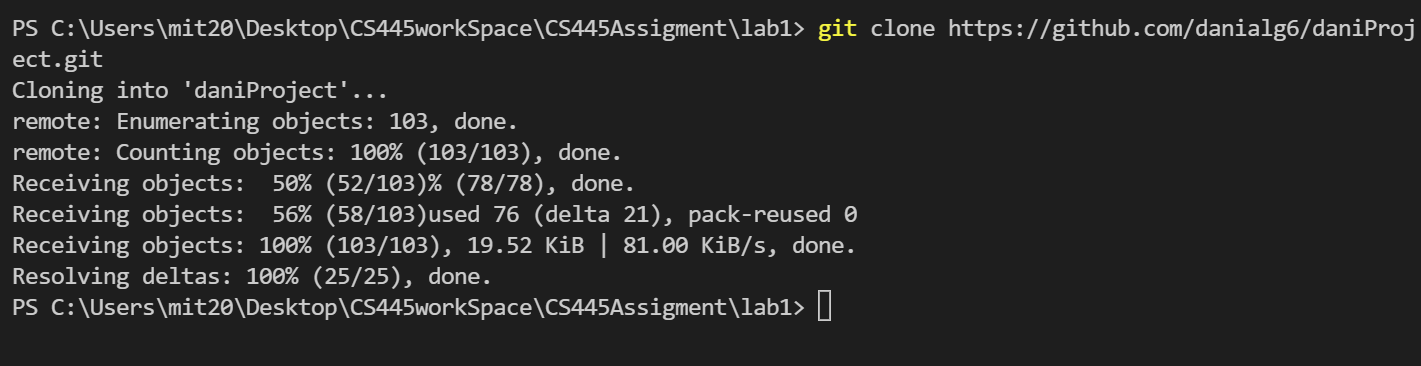 PS C:\Users\mit20\Desktop\CS445workSpace\CS445Assigment\lab1> git clone https://github.com/danialg6/daniProj
ect.git
Cloning into 'daniProject'...
remote: Enumerating objects: 103, done.
remote: Counting objects: 100% (103/103), done.
Receiving objects:  50% (52/103)% (78/78), done.
Receiving objects:  56% (58/103)used 76 (delta 21), pack-reused 0
Receiving objects: 100% (103/103), 19.52 KiB | 81.00 KiB/s, done.
Resolving deltas: 100% (25/25), done.
PS C:\Users\mit20\Desktop\CS445workSpace\CS445Assigment\lab1>